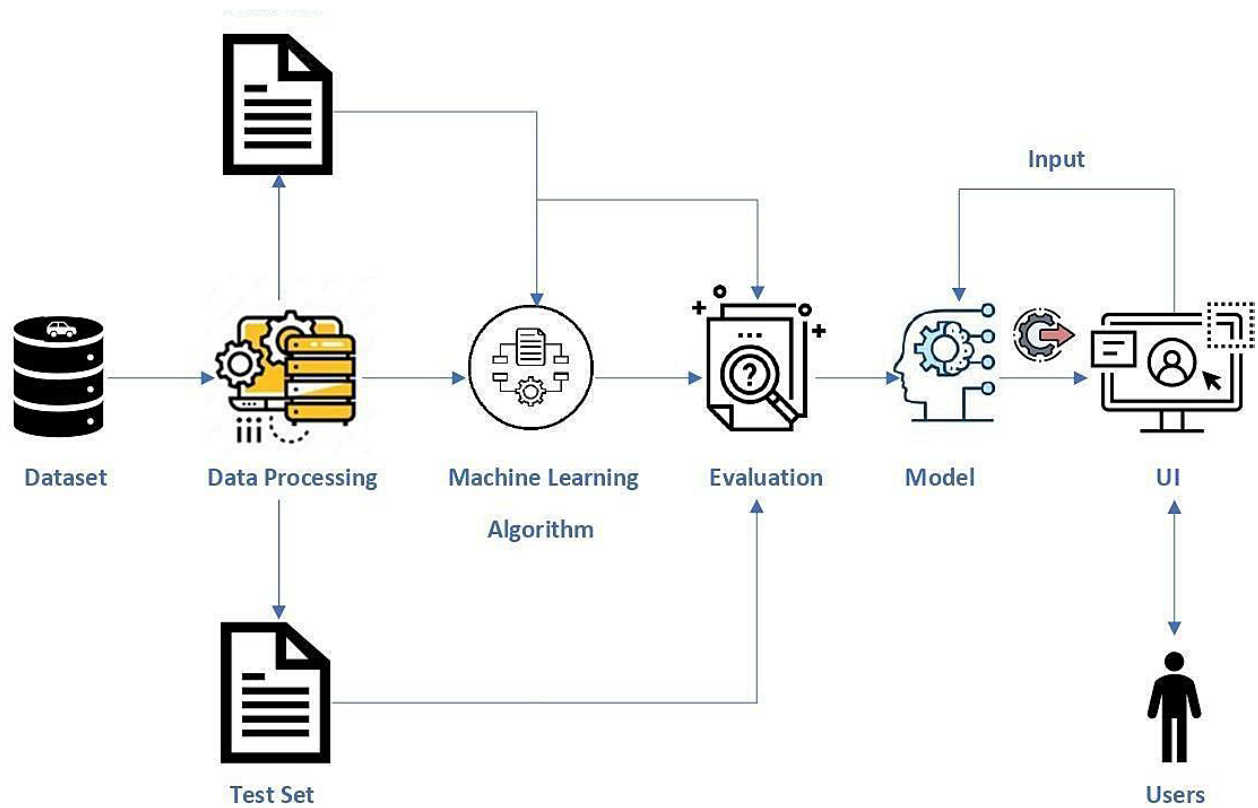 Input
Dataset
Data Processing
Machine Learning
Algorithm
Evaluation
Model
UI
Test Set
Users